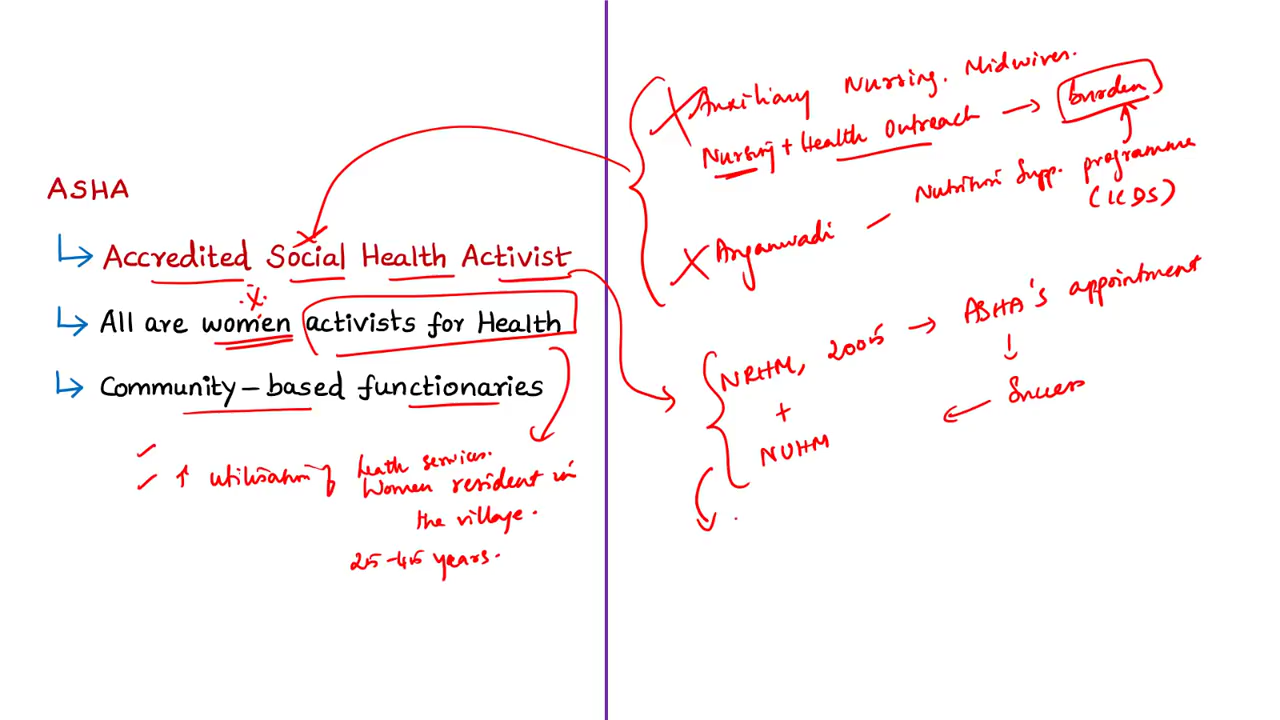 ASHA
Accredited Social Health Activist
All are women activists for Health
Community-based functionaries
↑ utilisation of heath services.
Women resident in
the village.
25-45 years.
Auxiliary Nursing. Midwives.
Nursing + Health Outreach → burden
Anganwadi - Nutrition Supp. programme
(ICDS)
NRHM, 2005 → ASHA's appointment
↓
Success
+
NUHM